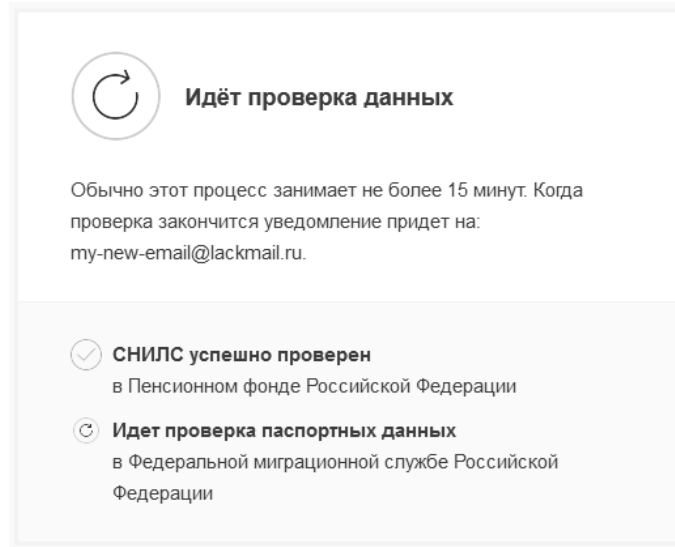 Идёт проверка данных
Обычно этот процесс занимает не более 15 минут. Когда
проверка закончится уведомление придет на:
my-new-email@lackmail.ru.
СНИЛС успешно проверен
в Пенсионном фонде Российской Федерации
Идет проверка паспортных данных
в Федеральной миграционной службе Российской
Федерации